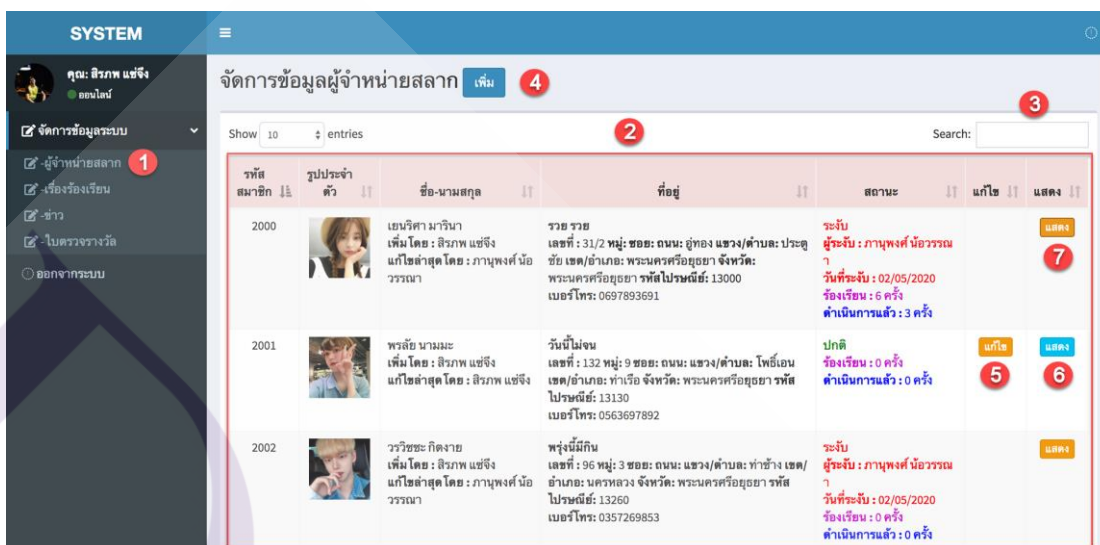 SYSTEM
คุณ: สิรภพ แซ่จึง
ออนไลน์
จัดการข้อมูลระบบ
-ผู้จำหน่ายสลาก 1
-เรื่องร้องเรียน
-ข่าว
-ใบตรวจรางวัล
ออกจากระบบ
จัดการข้อมูลผู้จำหน่ายสลาก เพิ่ม 4
3
Show 10 entries 2 Search:
รหัส
สมาชิก
รูปประจำ
ตัว
ชื่อ-นามสกุล
ที่อยู่
สถานะ
แก้ไข
แสดง
2000
เยนริศา มารินา
เพิ่มโดย : สิรภพ แซ่จึง
แก้ไขล่าสุดโดย : ภานุพงศ์ น้อ
วรรณา
รวย รวย
เลขที่ : 31/2 หมู่: ซอย: ถนน: อู่ทอง แขวง/ตำบล: ประตู
ชัย เขต/อำเภอ: พระนครศรีอยุธยา จังหวัด:
พระนครศรีอยุธยา รหัสไปรษณีย์: 13000
เบอร์โทร: 0697893691
ระงับ
ผู้ระงับ : ภานุพงศ์ น้อวรรณ
า
วันที่ระงับ : 02/05/2020
ร้องเรียน : 6 ครั้ง
ดำเนินการแล้ว : 3 ครั้ง
แสดง
7
2001
พรลัย นามมะ
เพิ่มโดย : สิรภพ แซ่จึง
แก้ไขล่าสุดโดย : สิรภพ แซ่จึง
วันนี้ไม่จน
เลขที่ : 132 หมู่: 9 ซอย: ถนน: แขวง/ตำบล: โพธิ์เอน
เขต/อำเภอ: ท่าเรือ จังหวัด: พระนครศรีอยุธยา รหัส
ไปรษณีย์: 13130
เบอร์โทร: 0563697892
ปกติ
ร้องเรียน : 0 ครั้ง
ดำเนินการแล้ว : 0 ครั้ง
แก้ไข
5
แสดง
6
2002
วรวิชชะ กิดงาย
เพิ่มโดย : สิรภพ แซ่จึง
แก้ไขล่าสุดโดย : ภานุพงศ์ น้อ
วรรณา
พรุ่งนี้มีกิน
เลขที่ : 96 หมู่: 3 ซอย: ถนน: แขวง/ตำบล: ท่าช้าง เขต/
อำเภอ: นครหลวง จังหวัด: พระนครศรีอยุธยา รหัส
ไปรษณีย์: 13260
เบอร์โทร: 0357269853
ระงับ
ผู้ระงับ : ภานุพงศ์ น้อวรรณ
า
วันที่ระงับ : 02/05/2020
ร้องเรียน : 0 ครั้ง
ดำเนินการแล้ว : 0 ครั้ง
แสดง